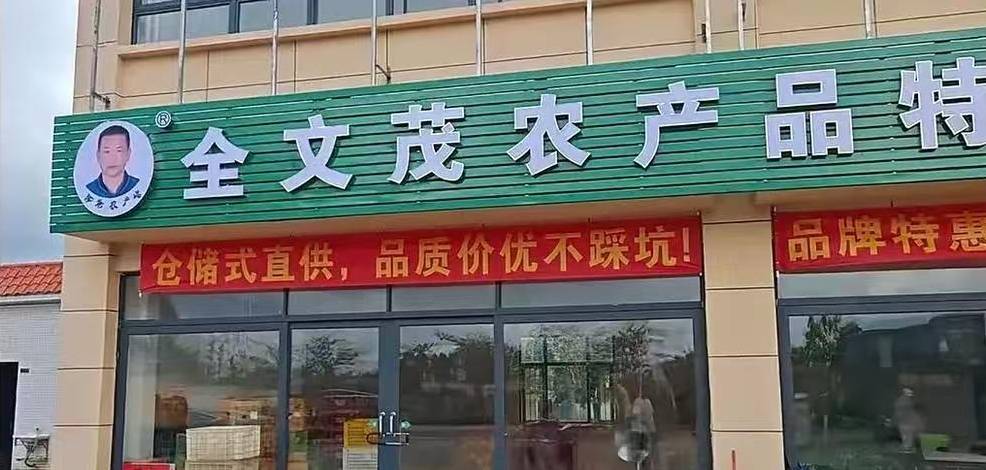 ®
全文茂农产品特
仓储式直供，品质价优不踩坑!
品牌特惠